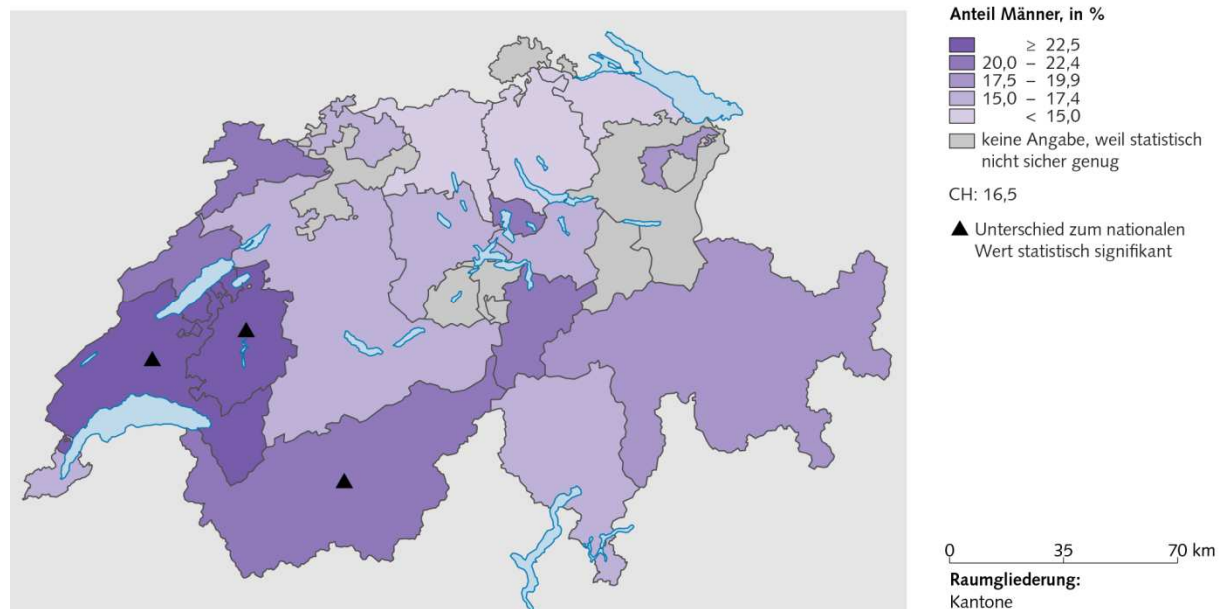 Anteil Männer, in %
≥ 22,5
20,0 – 22,4
17,5 – 19,9
15,0 – 17,4
< 15,0
keine Angabe, weil statistisch
nicht sicher genug
CH: 16,5
▲ Unterschied zum nationalen
Wert statistisch signifikant
0 35 70 km
Raumgliederung:
Kantone